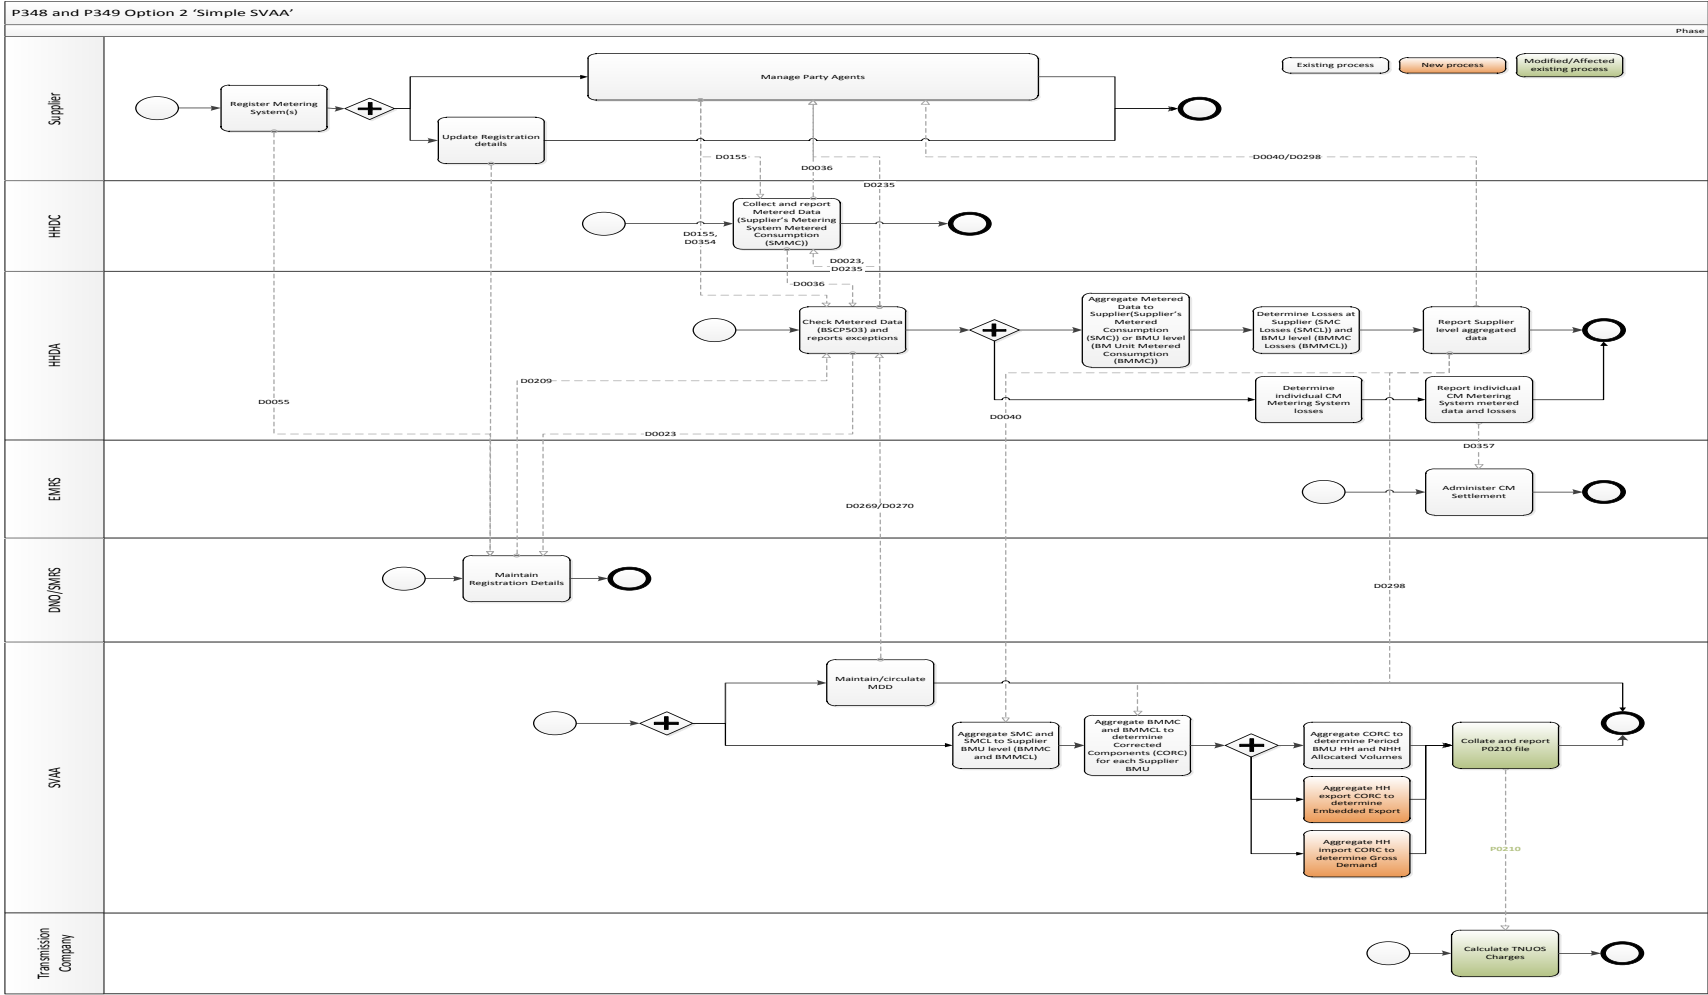 P348 and P349 Option 2 ‘Simple SVAA’
Phase
Supplier
Register Metering
System(s)
Update Registration
details
Manage Party Agents
Existing process
New process
Modified/Affected
existing process
D0155
D0036
D0040/D0298
D0235
HHDC
Collect and report
Metered Data
(Supplier’s Metering
System Metered
Consumption
(SMMC))
D0155,
D0354
D0023,
D0235
D0036
HHDA
Check Metered Data
(BSCP503) and
reports exceptions
Aggregate Metered
Data to
Supplier(Supplier’s
Metered
Consumption
(SMC)) or BMU level
(BM Unit Metered
Consumption
(BMMC))
Determine Losses at
Supplier (SMC
Losses (SMCL)) and
BMU level (BMMC
Losses (BMMCL))
Report Supplier
level aggregated
data
Determine
individual CM
Metering System
losses
Report individual
CM Metering
System metered
data and losses
D0209
D0055
D0023
D0040
D0357
EMRS
Administer CM
Settlement
D0269/D0270
DNO/SMRS
Maintain
Registration Details
D0298
SVAA
Maintain/circulate
MDD
Aggregate SMC and
SMCL to Supplier
BMU level (BMMC
and BMMCL)
Aggregate BMMC
and BMMCL to
determine
Corrected
Components (CORC)
for each Supplier
BMU
Aggregate CORC to
determine Period
BMU HH and NHH
Allocated Volumes
Collate and report
P0210 file
Aggregate HH
export CORC to
determine
Embedded Export
Aggregate HH
import CORC to
determine Gross
Demand
P0210
Transmission
Company
Calculate TNUOS
Charges